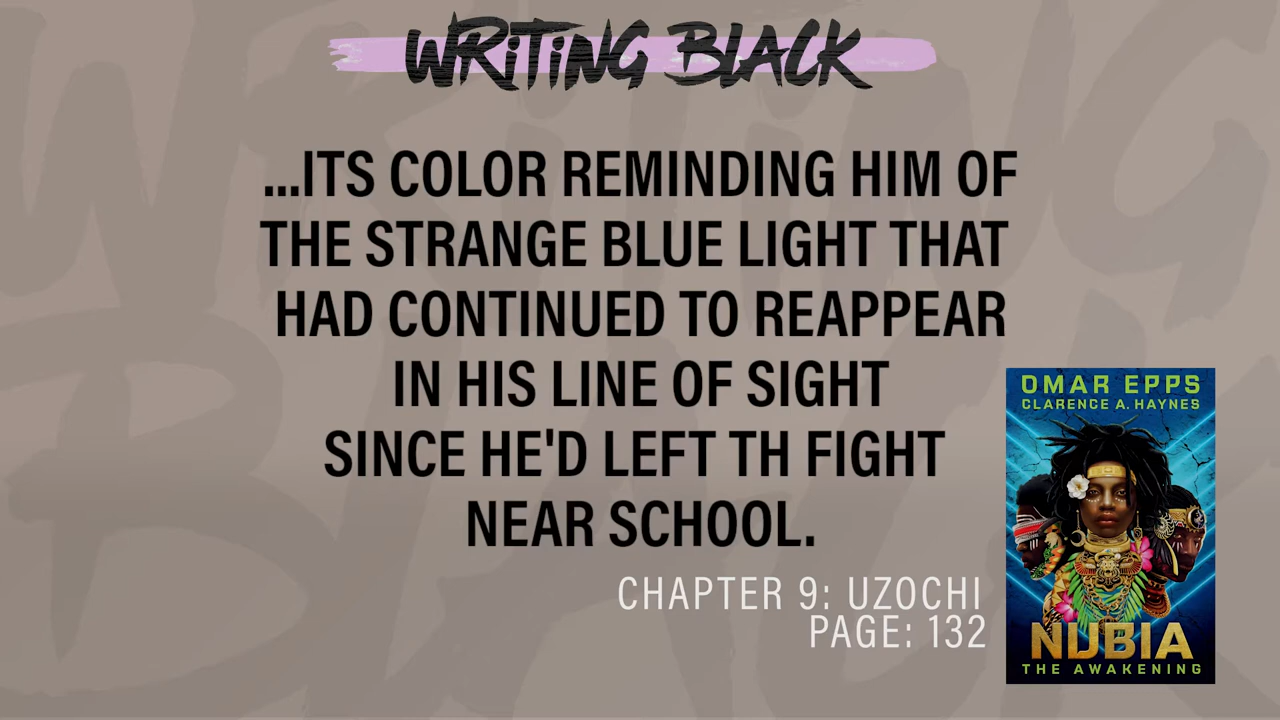 WRITING BLACK
...ITS COLOR REMINDING HIM OF
THE STRANGE BLUE LIGHT THAT
HAD CONTINUED TO REAPPEAR
IN HIS LINE OF SIGHT
SINCE HE'D LEFT TH FIGHT
NEAR SCHOOL.
CHAPTER 9: UZOCHI
PAGE: 132
OMAR EPPS
CLARENCE A. HAYNES
NUBIA
THE AWAKENING